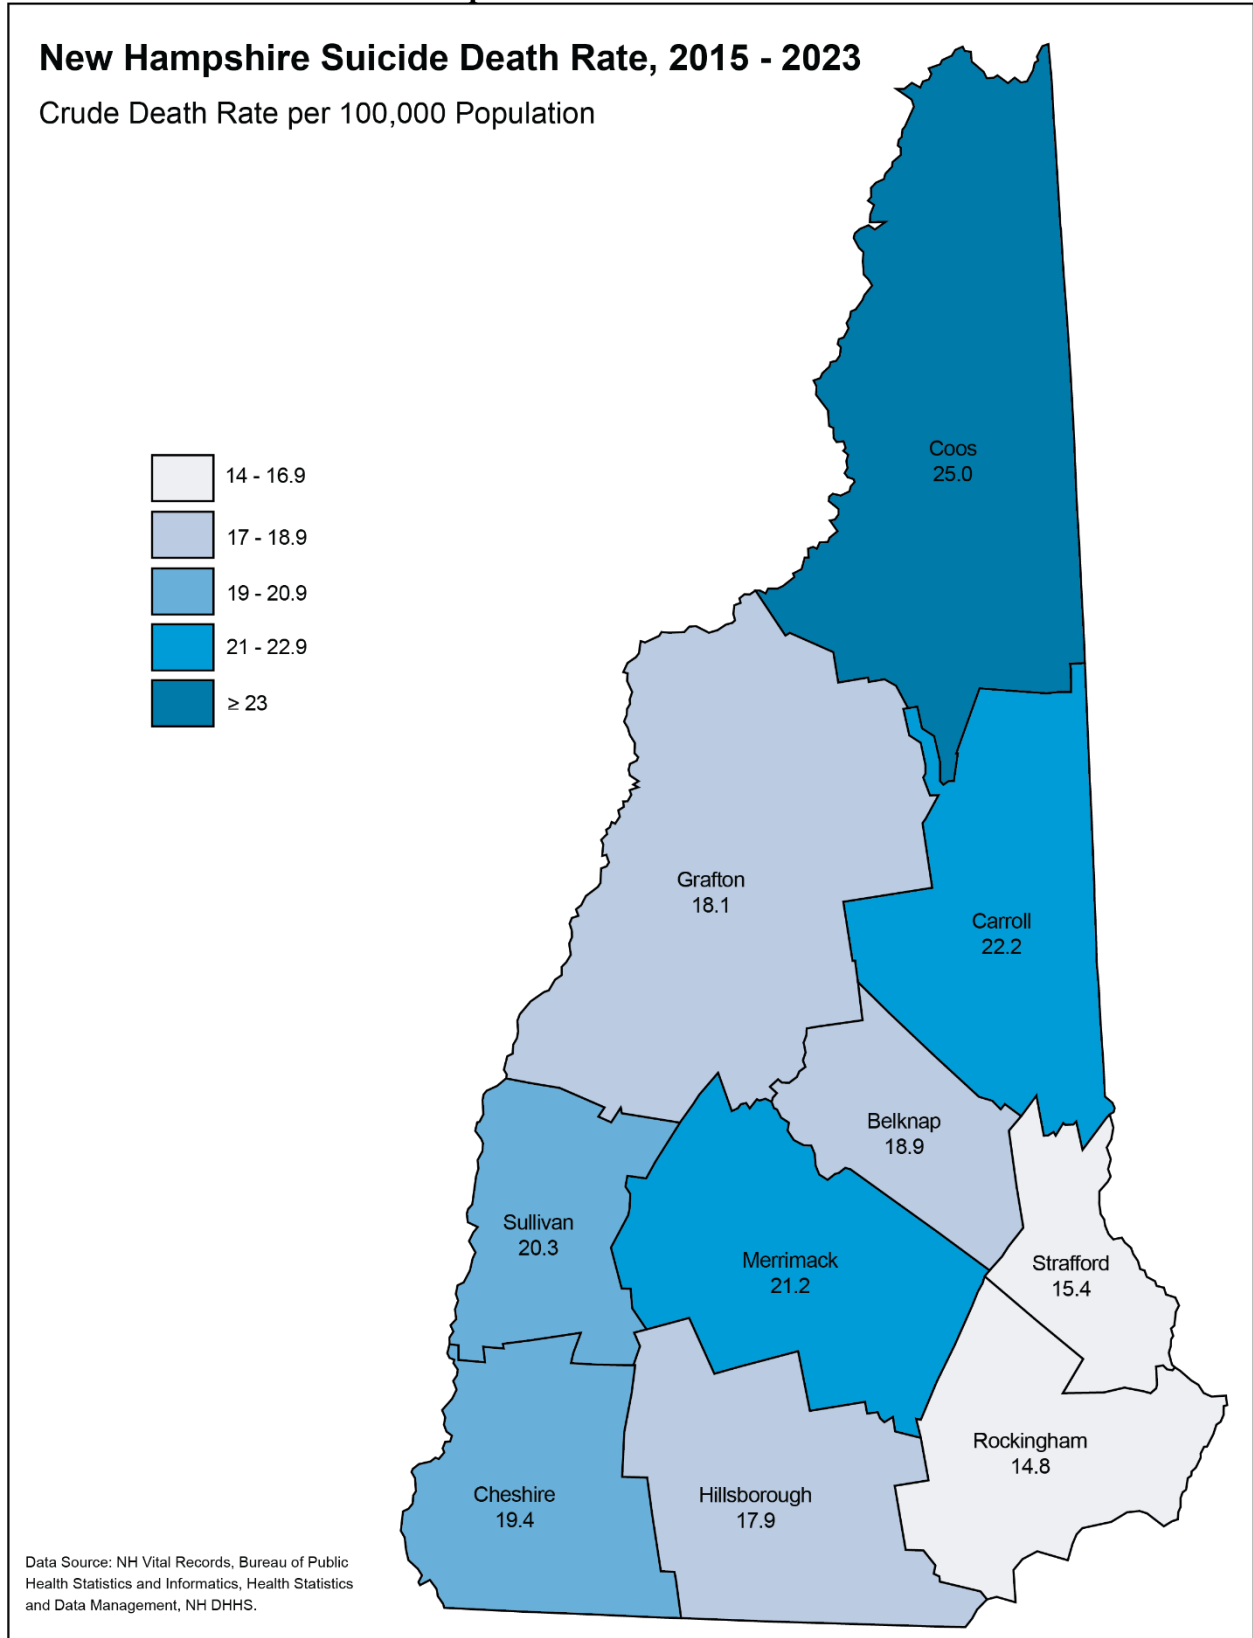 New Hampshire Suicide Death Rate, 2015 - 2023
Crude Death Rate per 100,000 Population
14 - 16.9
17 - 18.9
19 - 20.9
21 - 22.9
≥ 23
Coos
25.0
Grafton
18.1
Carroll
22.2
Belknap
18.9
Sullivan
20.3
Merrimack
21.2
Strafford
15.4
Rockingham
14.8
Cheshire
19.4
Hillsborough
17.9
Data Source: NH Vital Records, Bureau of Public
Health Statistics and Informatics, Health Statistics
and Data Management, NH DHHS.